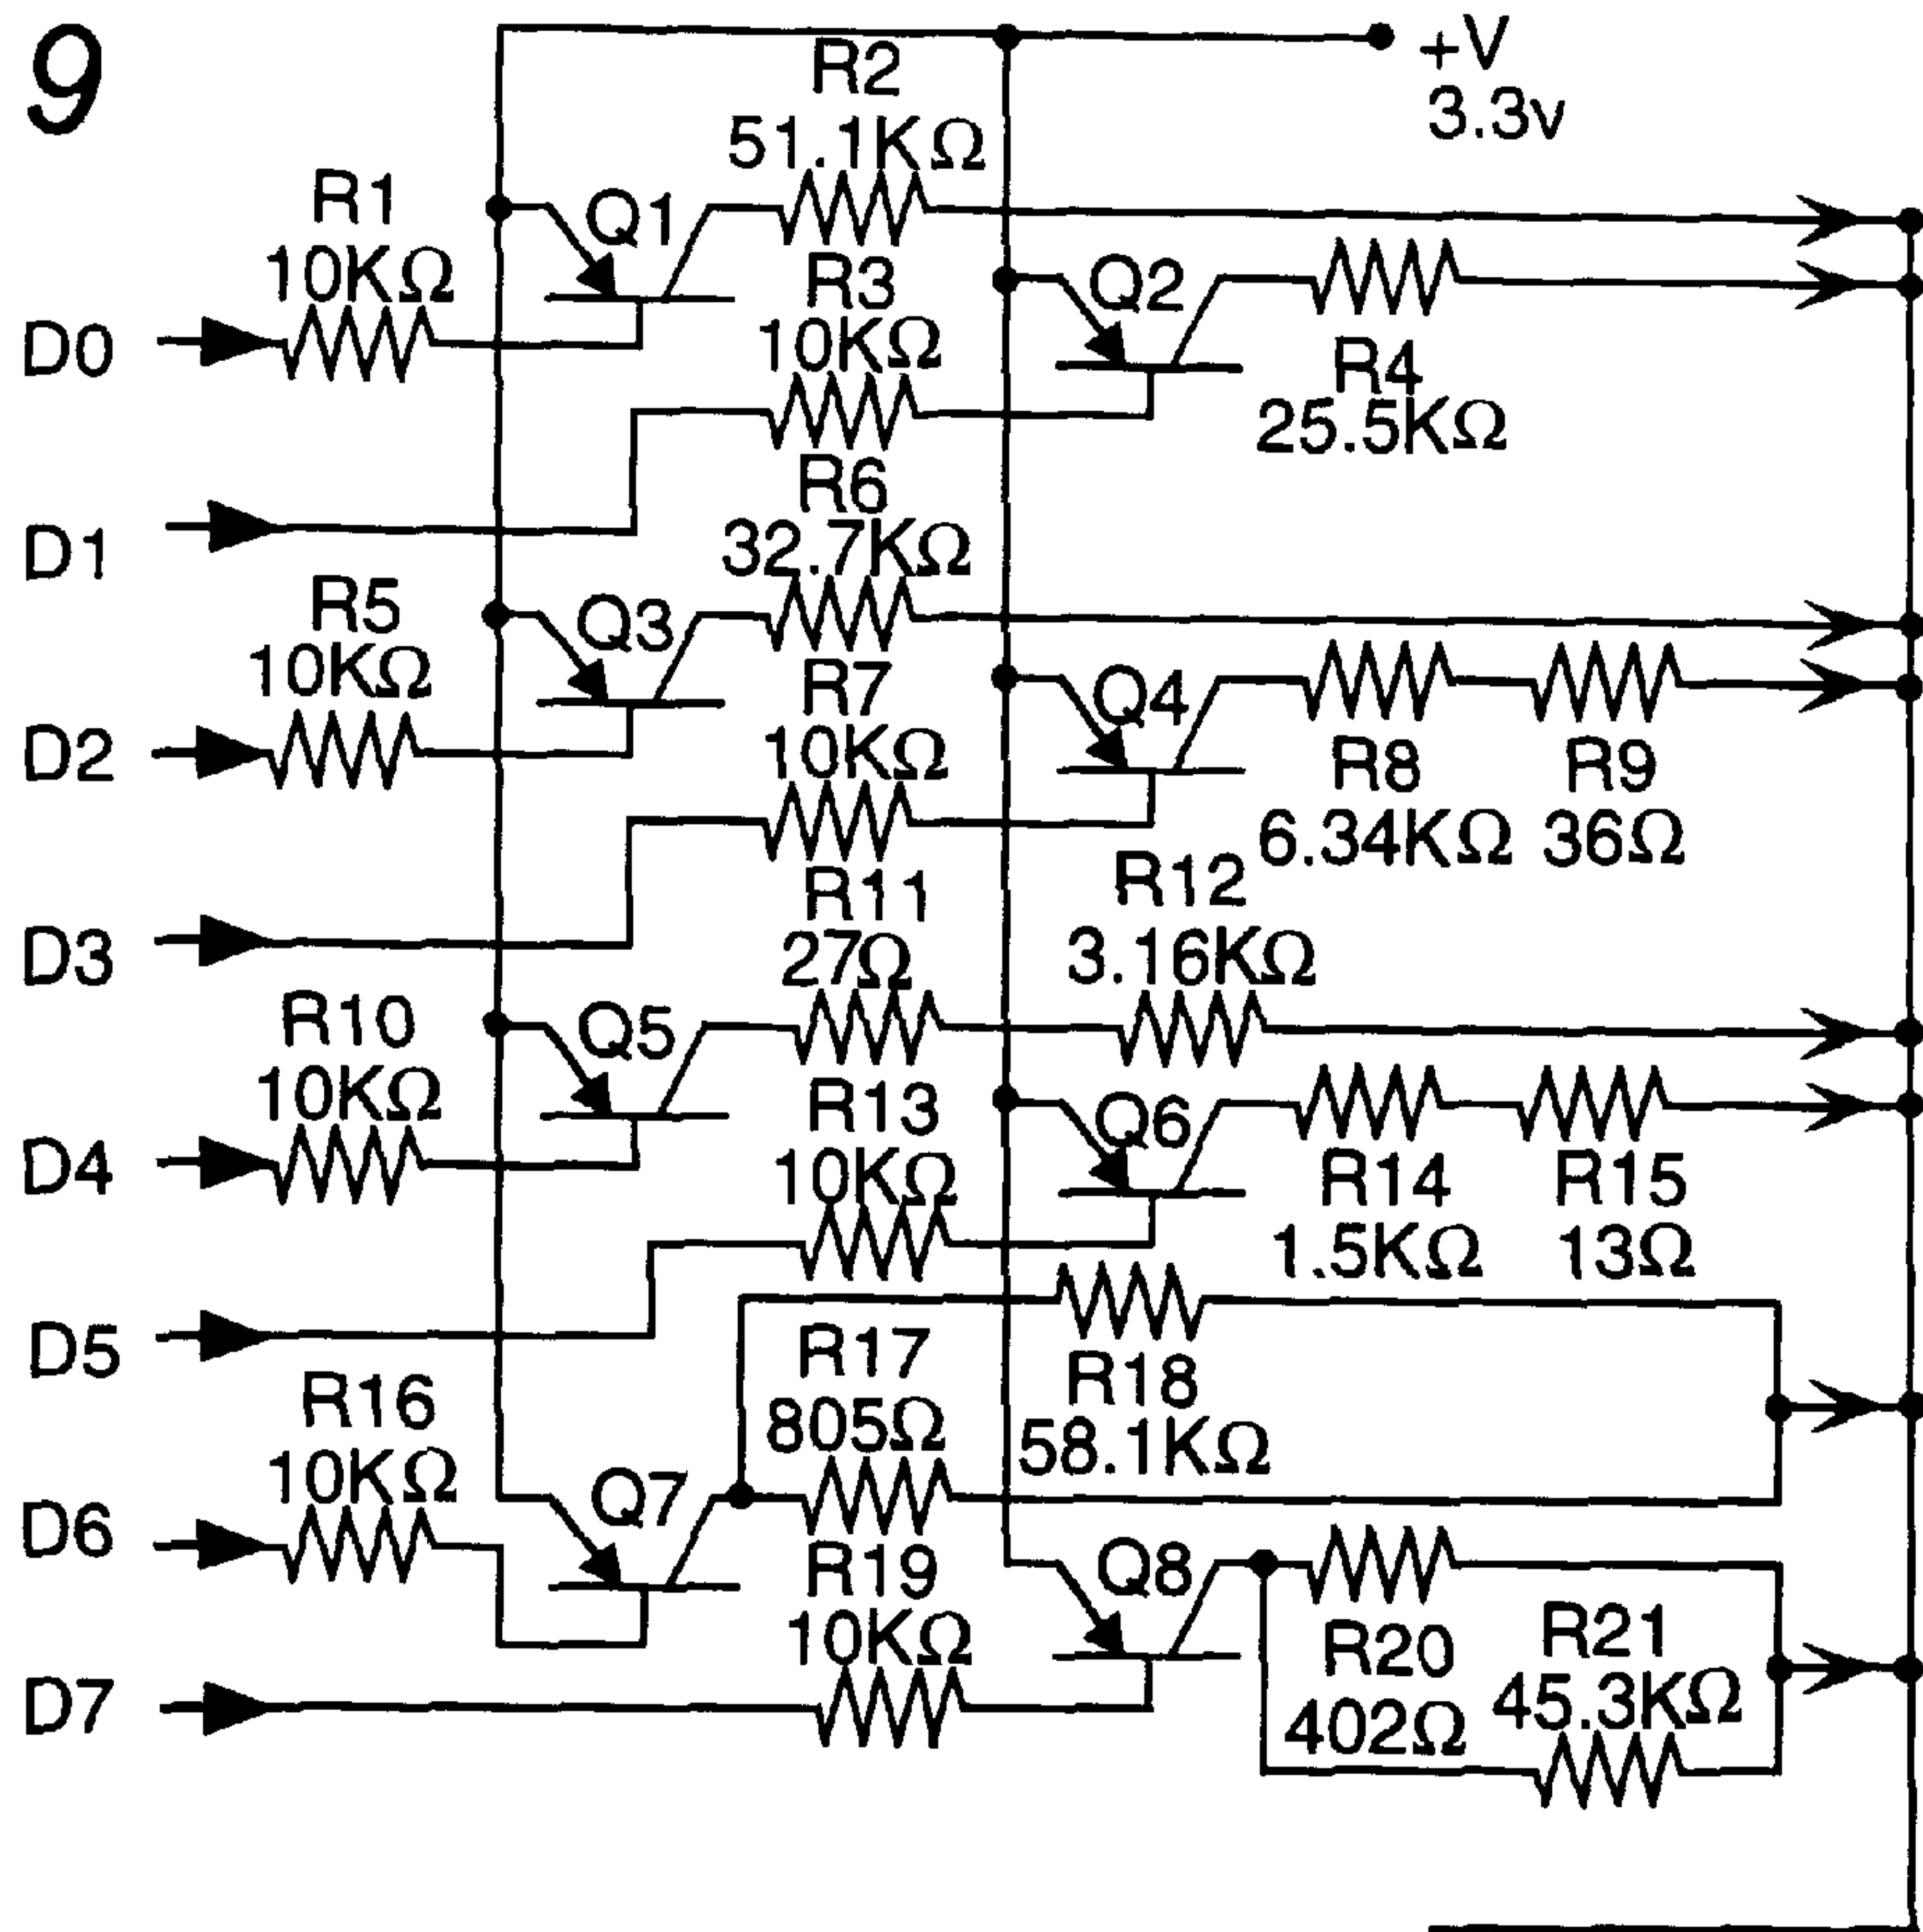 9
+V
3.3v
R2
51.1KΩ
R1
10KΩ
Q1
D0
R3
10KΩ
Q2
R4
25.5KΩ
D1
R6
32.7KΩ
R5
10KΩ
Q3
D2
R7
10KΩ
Q4
R8
6.34KΩ
R9
36Ω
D3
R11
27Ω
R12
3.16KΩ
R10
10KΩ
Q5
D4
R13
10KΩ
Q6
R14
1.5KΩ
R15
13Ω
D5
R17
805Ω
R18
58.1KΩ
R16
10KΩ
Q7
D6
R19
10KΩ
Q8
R20
402Ω
R21
45.3KΩ
D7